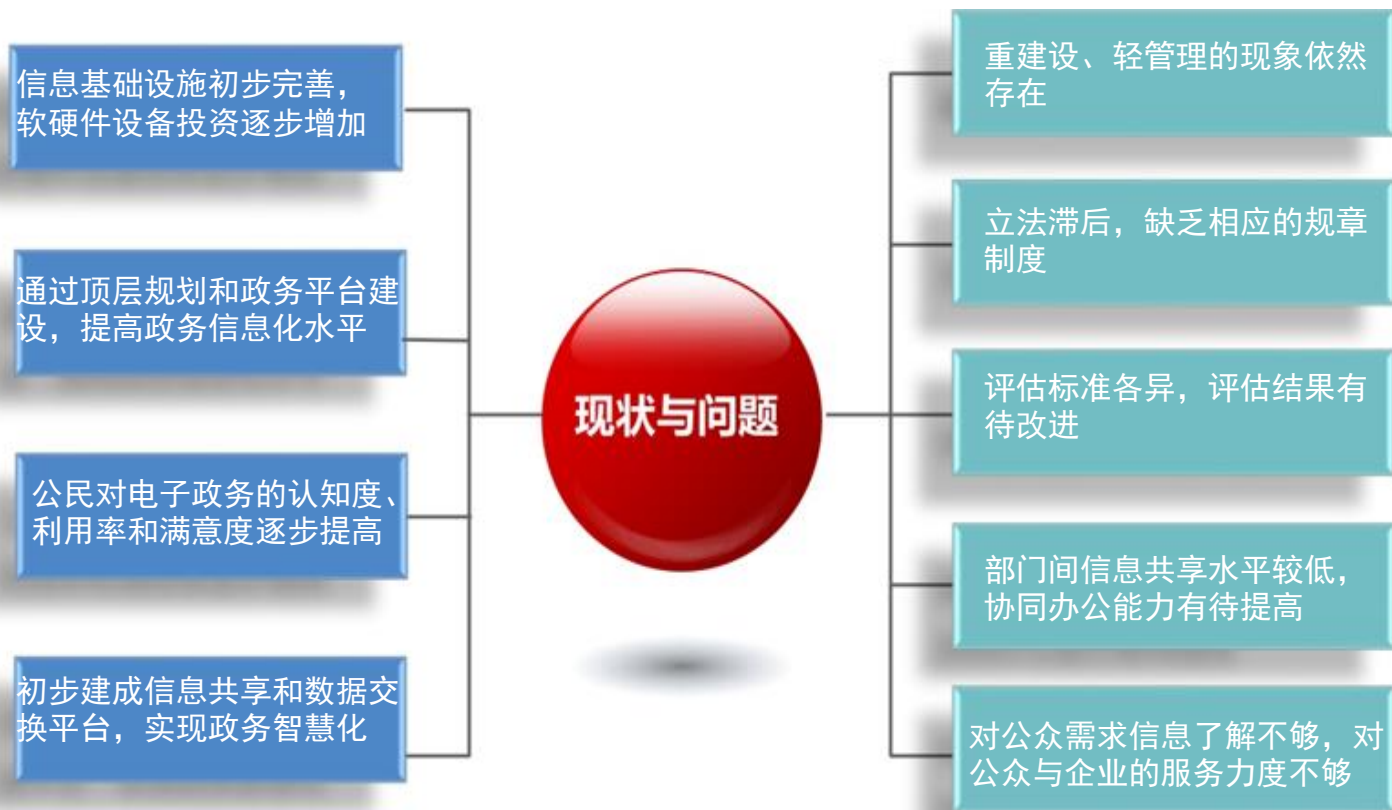 信息基础设施初步完善，
软硬件设备投资逐步增加
通过顶层规划和政务平台建
设，提高政务信息化水平
公民对电子政务的认知度、
利用率和满意度逐步提高
初步建成信息共享和数据交
换平台，实现政务智慧化
现状与问题
重建设、轻管理的现象依然
存在
立法滞后，缺乏相应的规章
制度
评估标准各异，评估结果有
待改进
部门间信息共享水平较低，
协同办公能力有待提高
对公众需求信息了解不够，对
公众与企业的服务力度不够